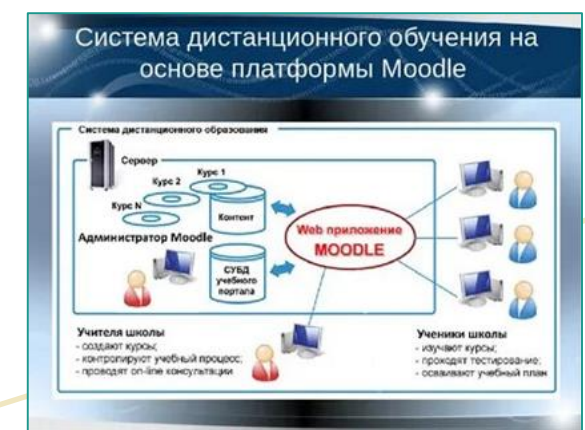 Система дистанционного обучения на
основе платформы Moodle
Система дистанционного образования
Сервер
Курс 1
Курс 2
Курс N
Контент
Администратор Moodle
Web приложение
MOODLE
СУБД
учебного
портала
Учителя школы
- создают курсы;
- контролируют учебный процесс;
- проводят on-line консультации
Ученики школы
- изучают курсы;
- проходят тестирование;
- осваивают учебный план